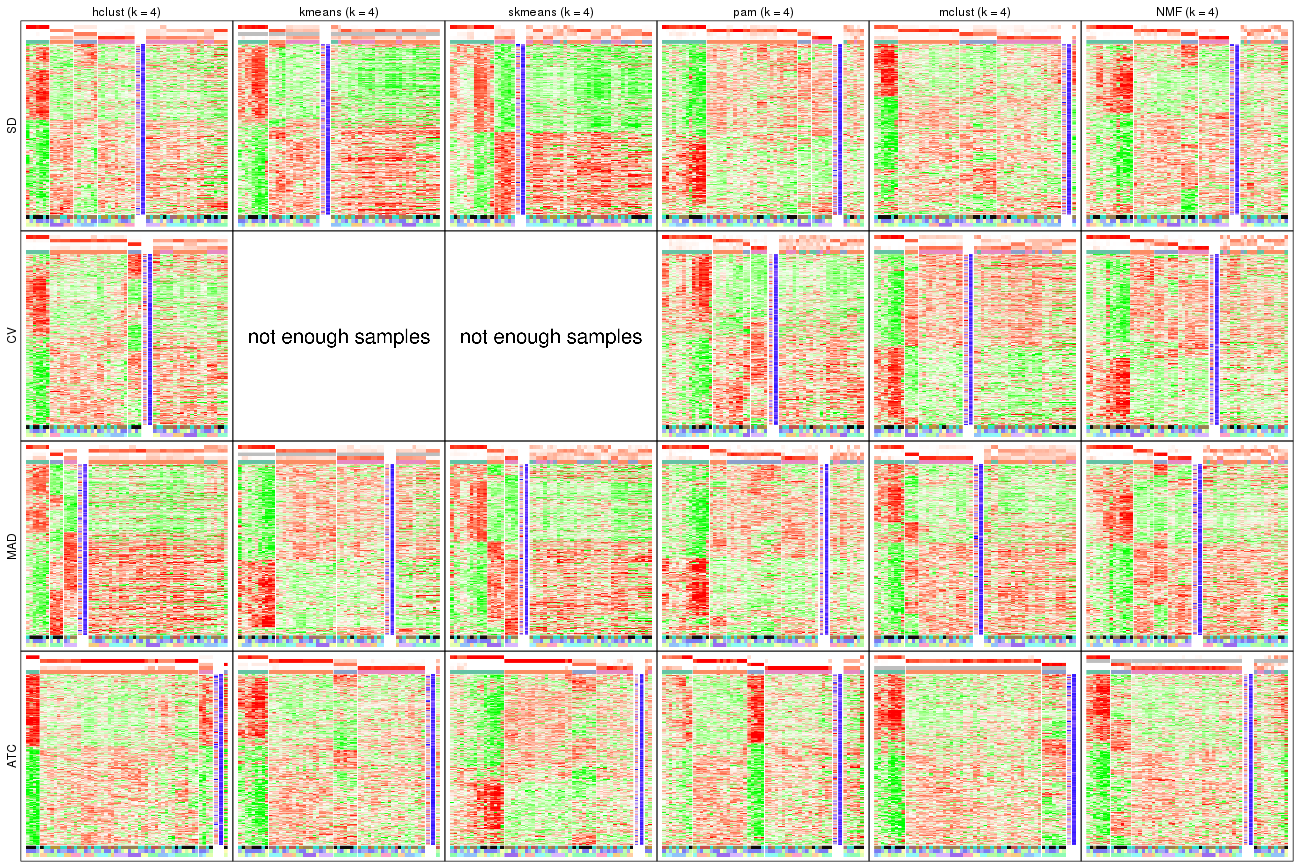 hclust (k = 4)
kmeans (k = 4)
skmeans (k = 4)
pam (k = 4)
mclust (k = 4)
NMF (k = 4)
SD
CV
not enough samples
not enough samples
MAD
ATC